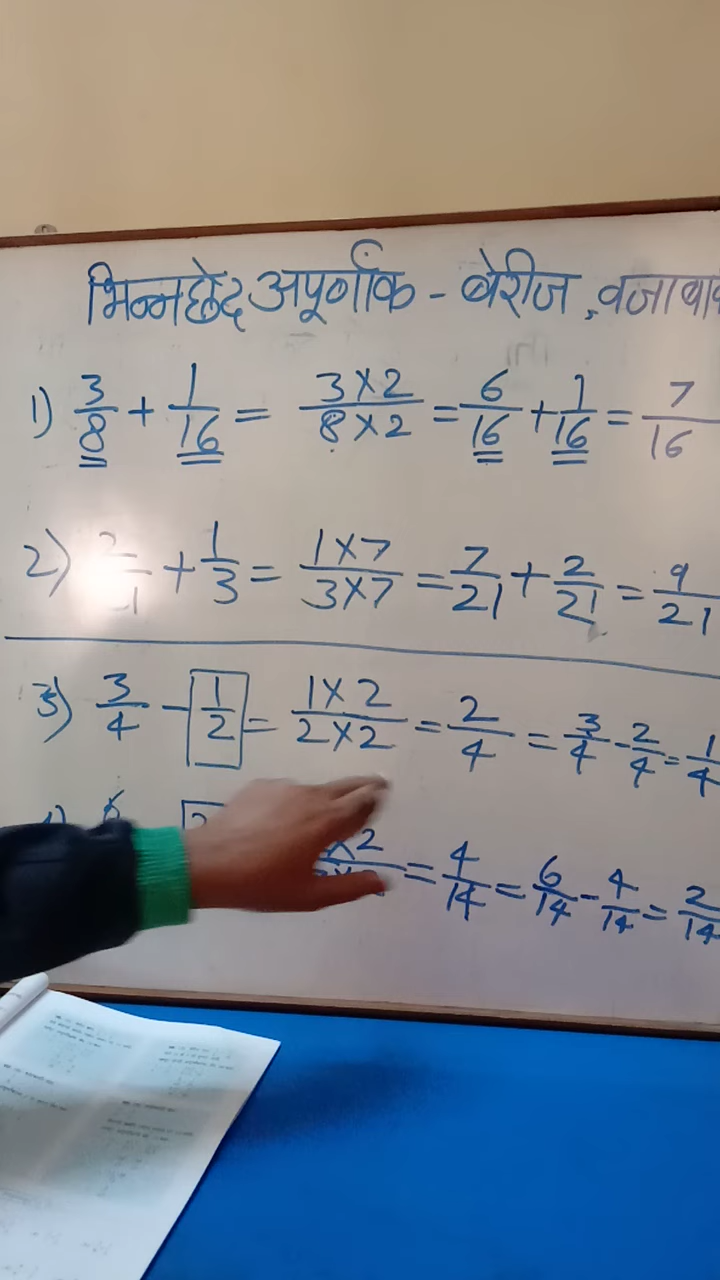 भिन्नछेद अपूर्णांक - बेरीज, वजाबा
1) 3/8 + 1/16 = 3×2/8×2 = 6/16 + 1/16 = 7/16
2) + 1/3 = 1×7/3×7 = 7/21 + 2/21 = 9/21
3) 3/4 - 1/2 = 1×2/2×2 = 2/4 = 3/4 - 2/4 = 1/4
×2 = 4/14 = 6/14 - 4/14 = 2/14